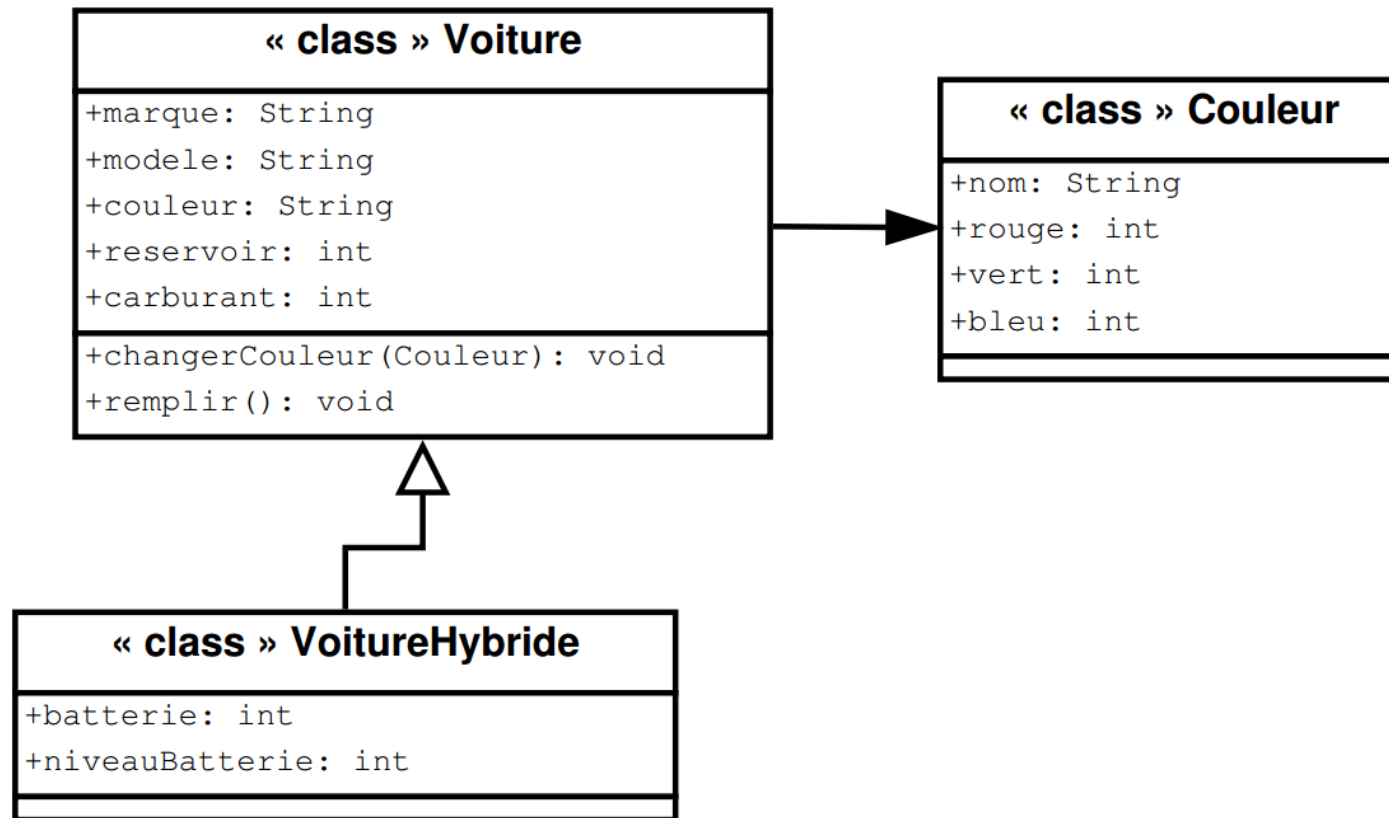 « class » Voiture
+marque: String
+modele: String
+couleur: String
+reservoir: int
+carburant: int
+changerCouleur(Couleur): void
+remplir(): void
« class » Couleur
+nom: String
+rouge: int
+vert: int
+bleu: int
« class » VoitureHybride
+batterie: int
+niveauBatterie: int